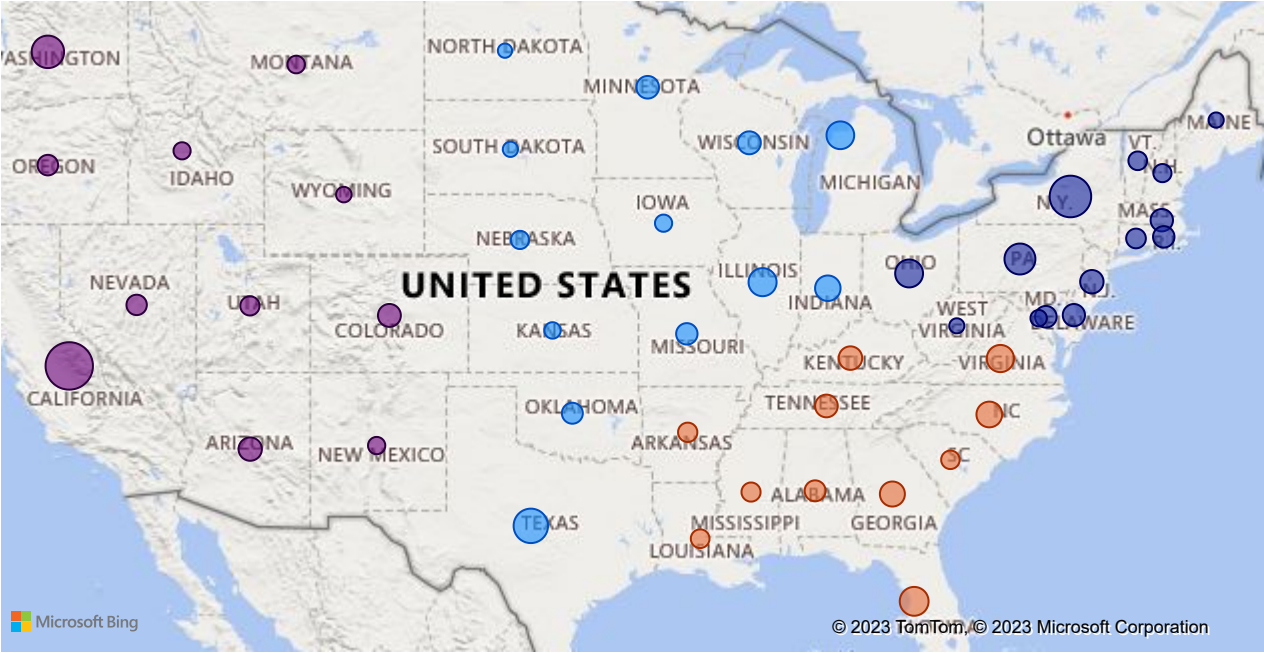 NORTH DAKOTA
WASHINGTON
MONTANA
MINNESOTA
Ottawa
MAINE
VT.
WISCONSIN
SOUTH DAKOTA
OREGON
N.H.
IDAHO
MICHIGAN
WYOMING
IOWA
N.Y.
MASS.
NEBRASKA
PA
OHIO
ILLINOIS
NEVADA
UNITED STATES
N.J.
UTAH
INDIANA
MD.
WEST
VIRGINIA
DELAWARE
COLORADO
KANSAS
MISSOURI
KENTUCKY
VIRGINIA
CALIFORNIA
TENNESSEE
OKLAHOMA
NC
ARIZONA
ARKANSAS
NEW MEXICO
SC
ALABAMA
TEXAS
MISSISSIPPI
GEORGIA
LOUISIANA
Microsoft Bing
© 2023 TomTom, © 2023 Microsoft Corporation